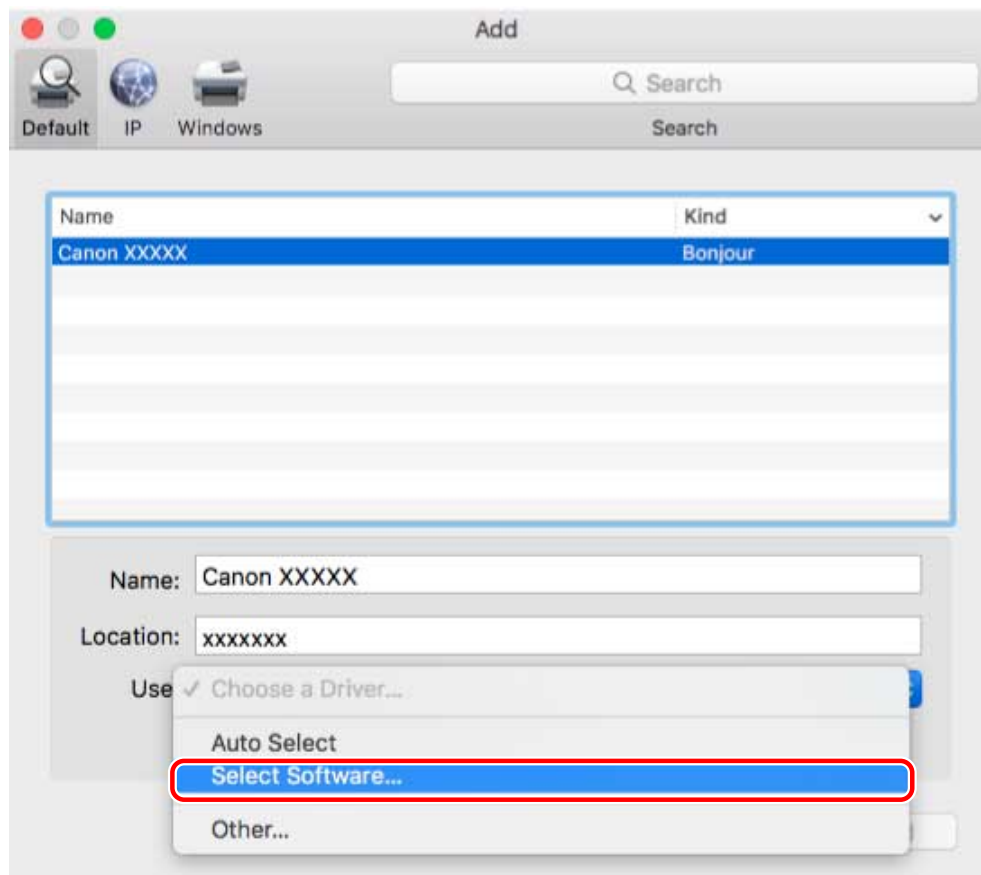 Add
Search
Default IP Windows Search
Name Kind
Canon XXXXX Bonjour
Name: Canon XXXXX
Location: xxxxxxx
Use ✓ Choose a Driver...
Auto Select
Select Software...
Other...